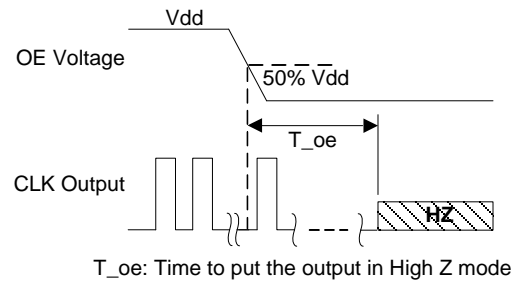 Vdd
OE Voltage
50% Vdd
T_oe
CLK Output
HZ
T_oe: Time to put the output in High Z mode